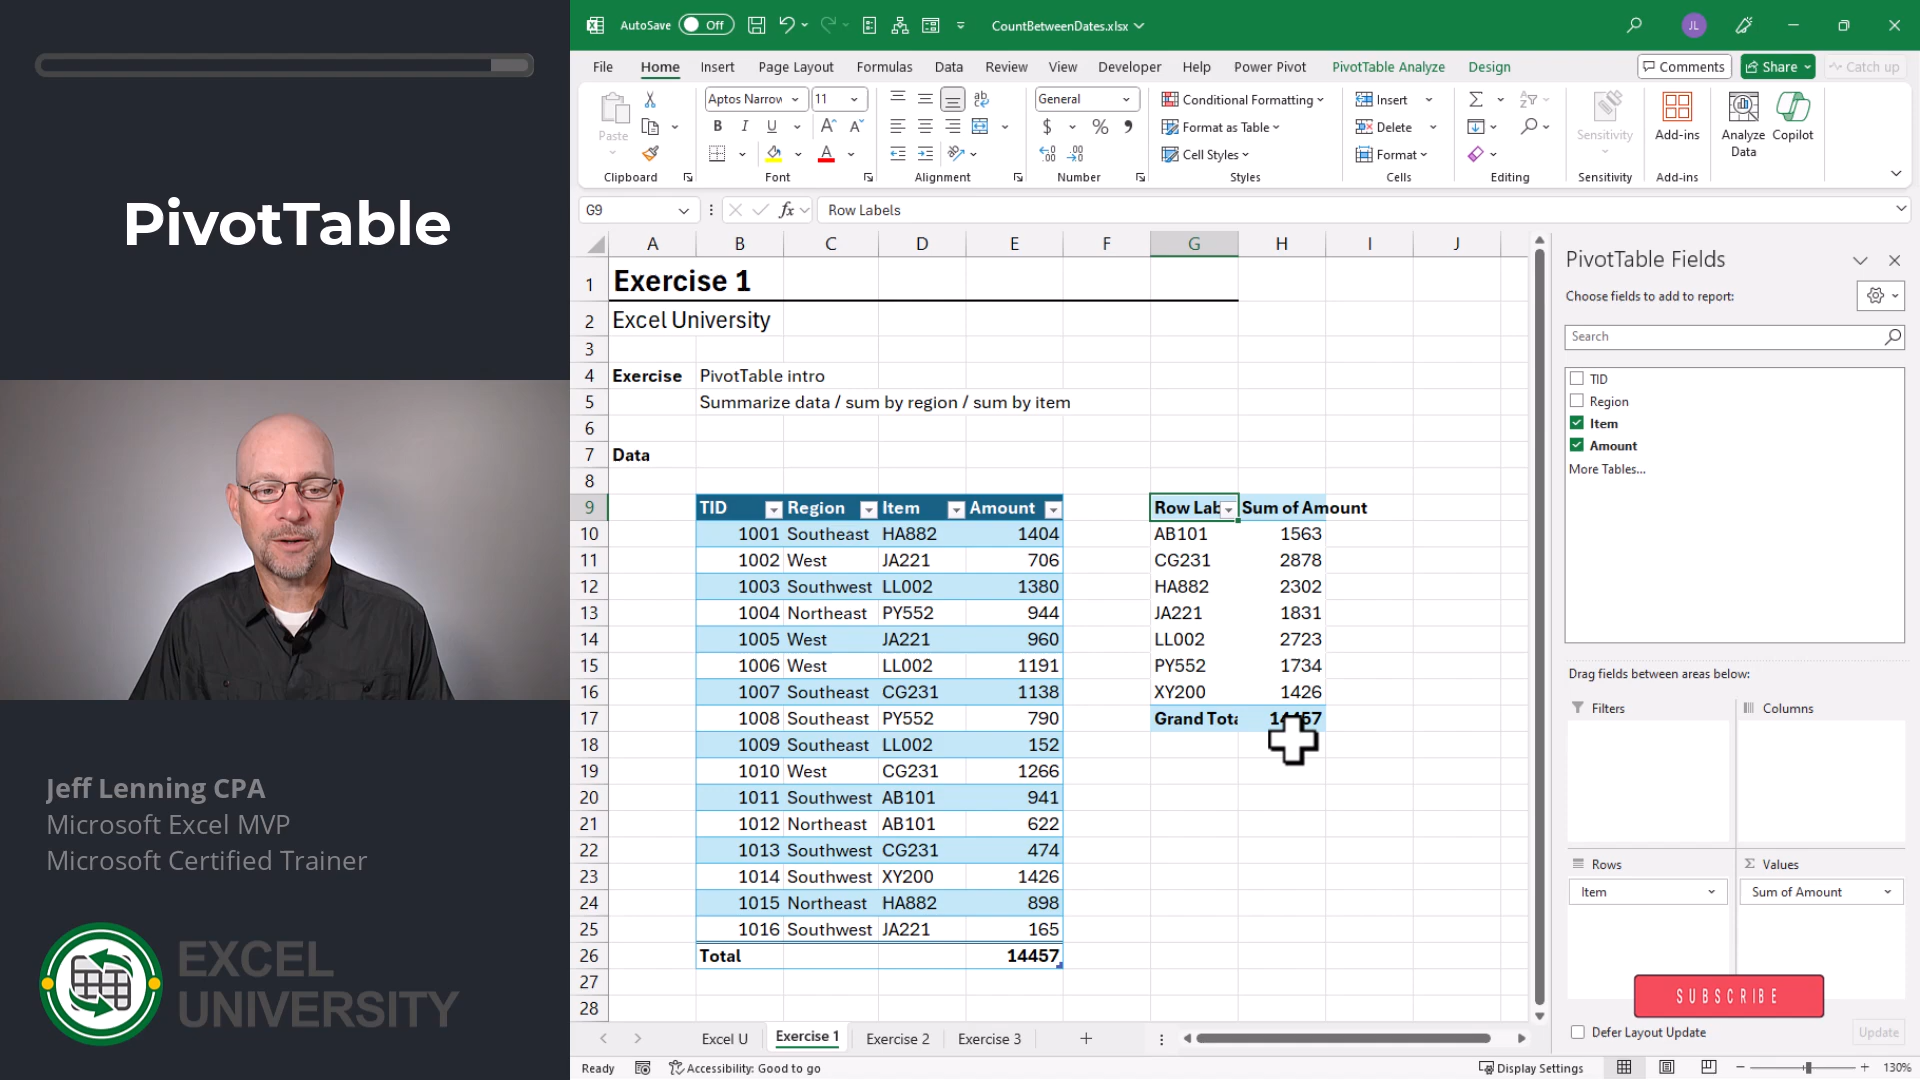 PivotTable
Jeff Lenning CPA
Microsoft Excel MVP
Microsoft Certified Trainer
EXCEL
UNIVERSITY
AutoSave Off CountBetweenDates.xlsx JL
File Home Insert Page Layout Formulas Data Review View Developer Help Power Pivot PivotTable Analyze Design Comments Share Catch up
Paste
Clipboard
Aptos Narrow 11
B I U A A A
Font
ab
Alignment
General
$ % ,
Number
Conditional Formatting
Format as Table
Cell Styles
Styles
Insert
Delete
Format
Cells
Editing
Sensitivity
Sensitivity
Add-ins
Add-ins
Analyze
Data
Copilot
G9 fx Row Labels
A B C D E F G H I J
1 Exercise 1
2 Excel University
3
4 Exercise PivotTable intro
5 Summarize data / sum by region / sum by item
6
7 Data
8
9 TID Region Item Amount Row Lab Sum of Amount
10 1001 Southeast HA882 1404 AB101 1563
11 1002 West JA221 706 CG231 2878
12 1003 Southwest LL002 1380 HA882 2302
13 1004 Northeast PY552 944 JA221 1831
14 1005 West JA221 960 LL002 2723
15 1006 West LL002 1191 PY552 1734
16 1007 Southeast CG231 1138 XY200 1426
17 1008 Southeast PY552 790 Grand Tota 14457
18 1009 Southeast LL002 152
19 1010 West CG231 1266
20 1011 Southwest AB101 941
21 1012 Northeast AB101 622
22 1013 Southwest CG231 474
23 1014 Southwest XY200 1426
24 1015 Northeast HA882 898
25 1016 Southwest JA221 165
26 Total 14457
27
28
PivotTable Fields
Choose fields to add to report:
Search
TID
Region
Item
Amount
More Tables...
Drag fields between areas below:
Filters Columns
Rows Values
Item Sum of Amount
SUBSCRIBE
Defer Layout Update Update
Excel U Exercise 1 Exercise 2 Exercise 3
Ready Accessibility: Good to go Display Settings 130%